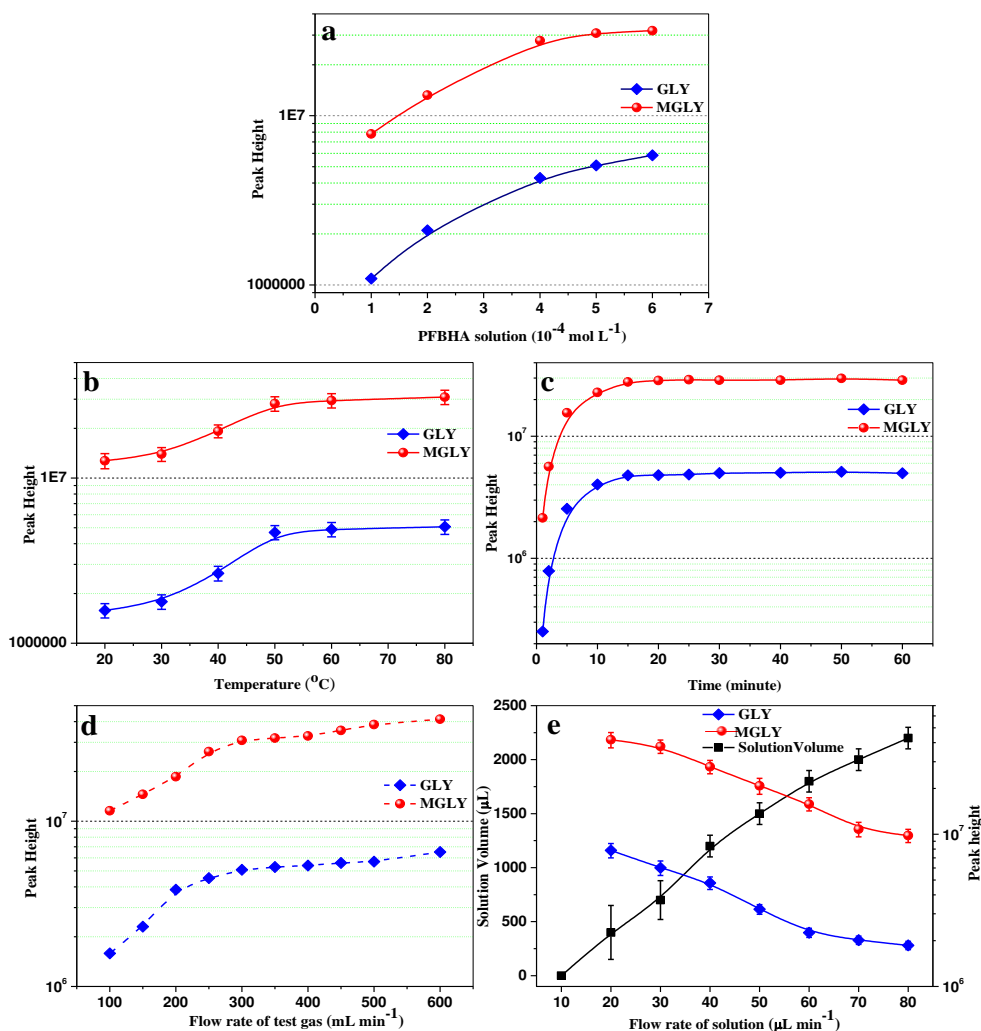 a
1E7
1000000
Peak Height
GLY
MGLY
0 1 2 3 4 5 6 7
PFBHA solution (10⁻⁴ mol L⁻¹)
b
1E7
1000000
Peak Height
GLY
MGLY
20 30 40 50 60 70 80
Temperature (⁰C)
c
10⁷
10⁶
Peak Height
GLY
MGLY
0 10 20 30 40 50 60
Time (minute)
d
10⁷
10⁶
Peak Height
GLY
MGLY
100 200 300 400 500 600
Flow rate of test gas (mL min⁻¹)
e
2500
2000
1500
1000
500
0
Solution Volume (µL)
GLY
MGLY
SolutionVolume
10⁷
10⁶
Peak height
10 20 30 40 50 60 70 80
Flow rate of solution (µL min⁻¹)